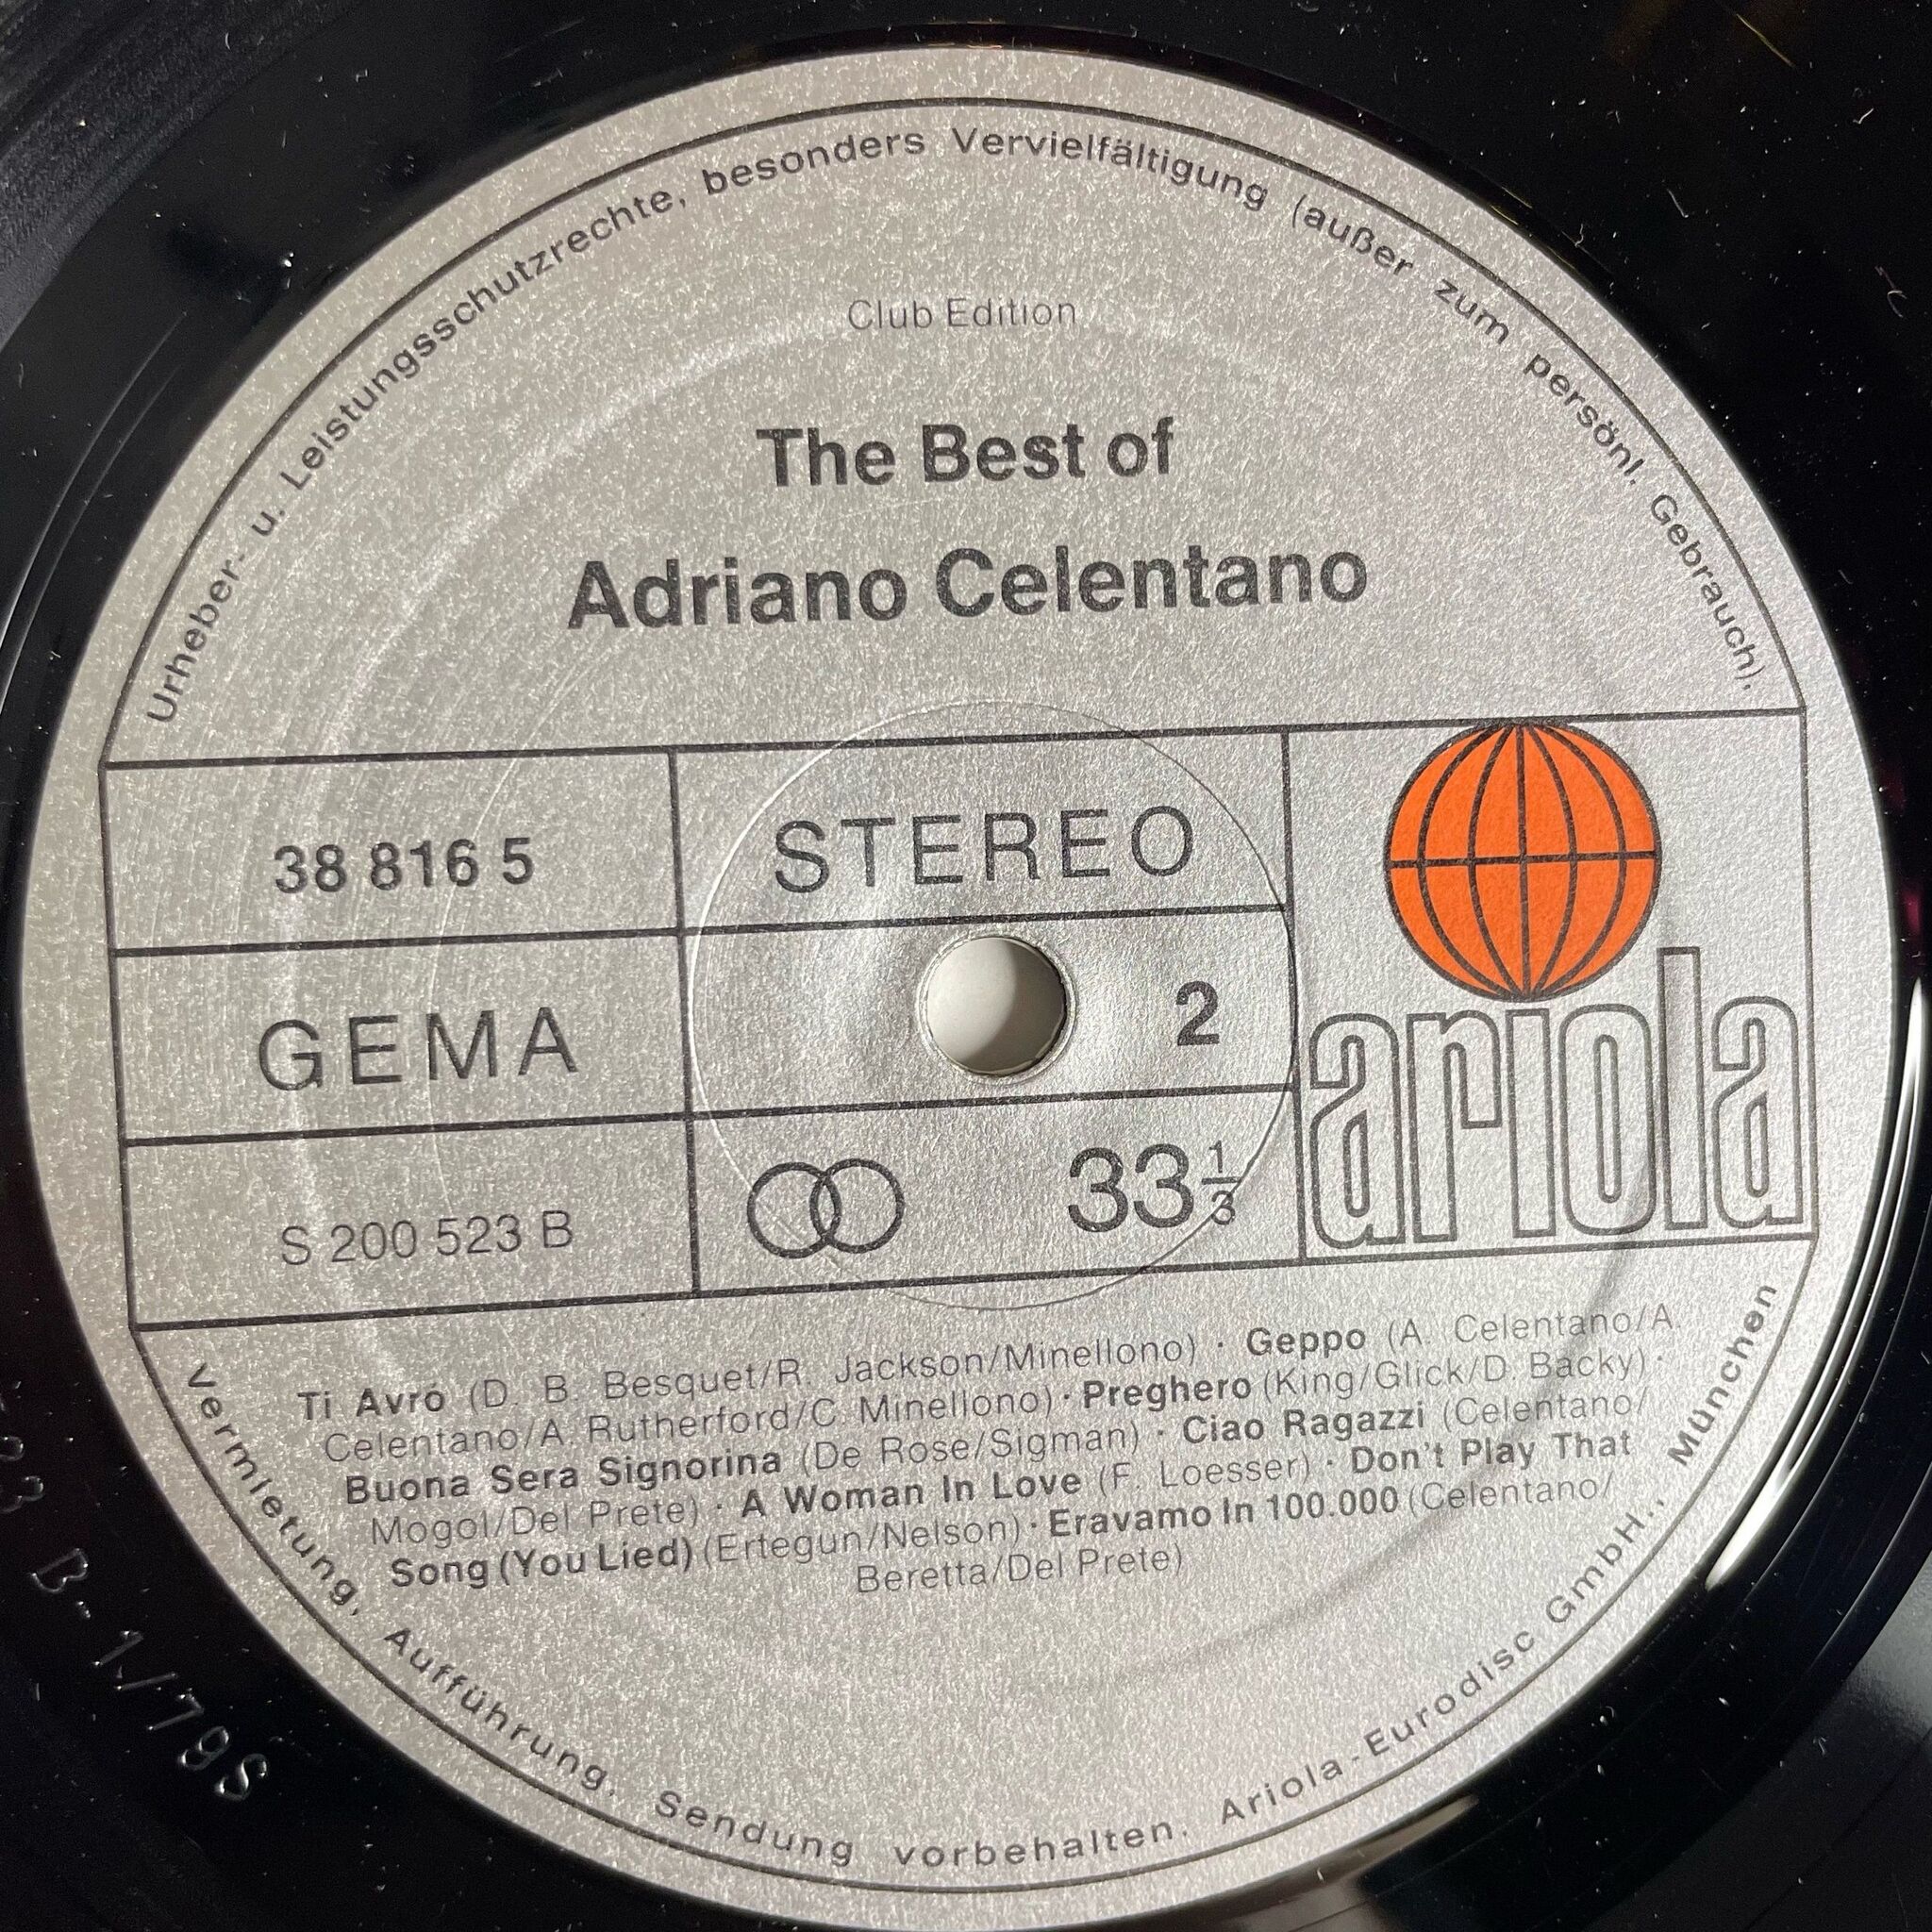 Urheber- u. Leistungsschutzrechte, besonders Vervielfältigung (außer zum persönl. Gebrauch),
Club Edition
The Best of
Adriano Celentano
38 816 5
STEREO
GEMA
2
S 200 523 B
33 1/3
ariola
Ti Avrò (D. B. Besquet/R. Jackson/Minellono) · Geppo (A. Celentano/A.
Celentano/A. Rutherford/C. Minellono) · Preghero (King/Glick/D. Backy) ·
Buona Sera Signorina (De Rose/Sigman) · Ciao Ragazzi (Celentano/
Mogol/Del Prete) · A Woman In Love (F. Loesser) · Don't Play That
Song (You Lied) (Ertegun/Nelson) · Eravamo In 100.000 (Celentano/
Beretta/Del Prete)
Vermietung, Aufführung, Sendung vorbehalten. Ariola-Eurodisc GmbH., München
B-1/79S